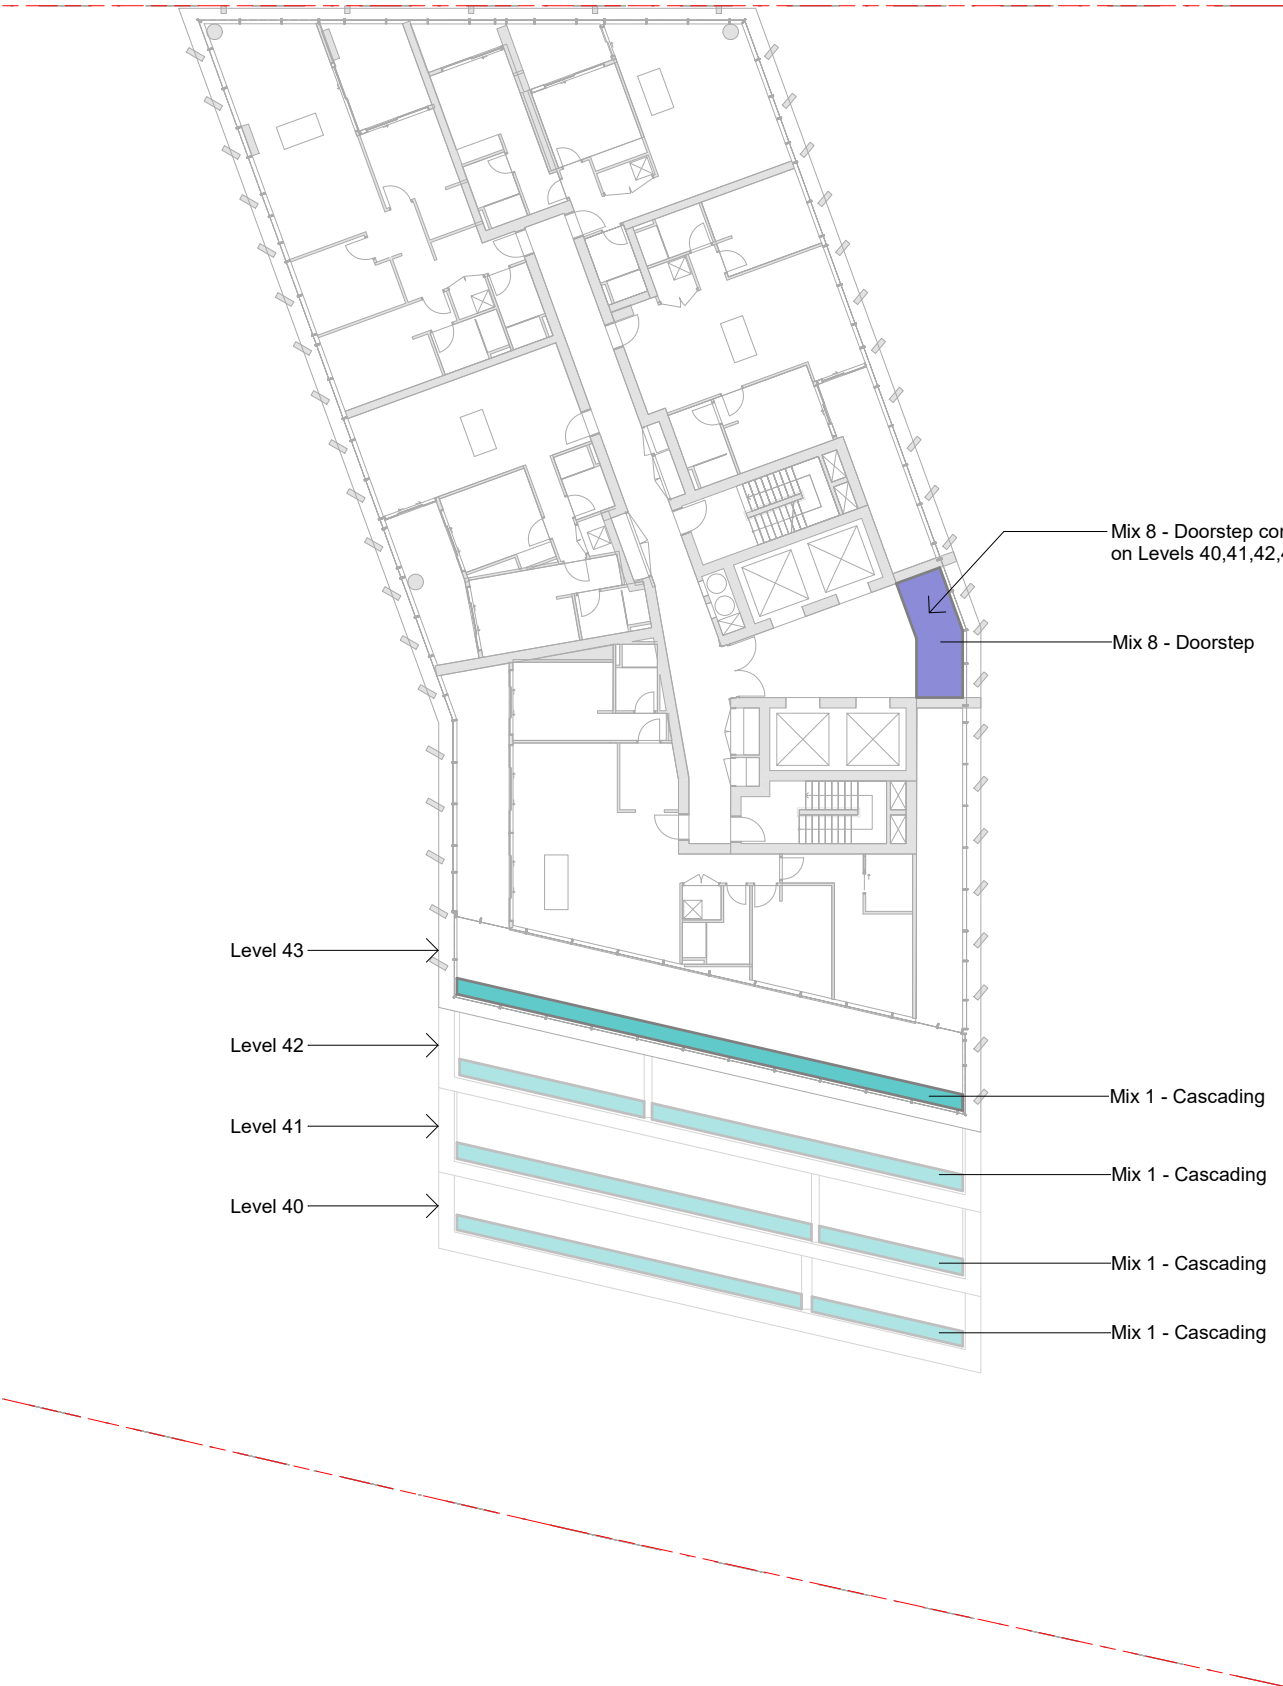 Mix 8 - Doorstep
on Levels 40,41,42,
Mix 8 - Doorstep
Level 43
Level 42
Level 41
Level 40
Mix 1 - Cascading
Mix 1 - Cascading
Mix 1 - Cascading
Mix 1 - Cascading